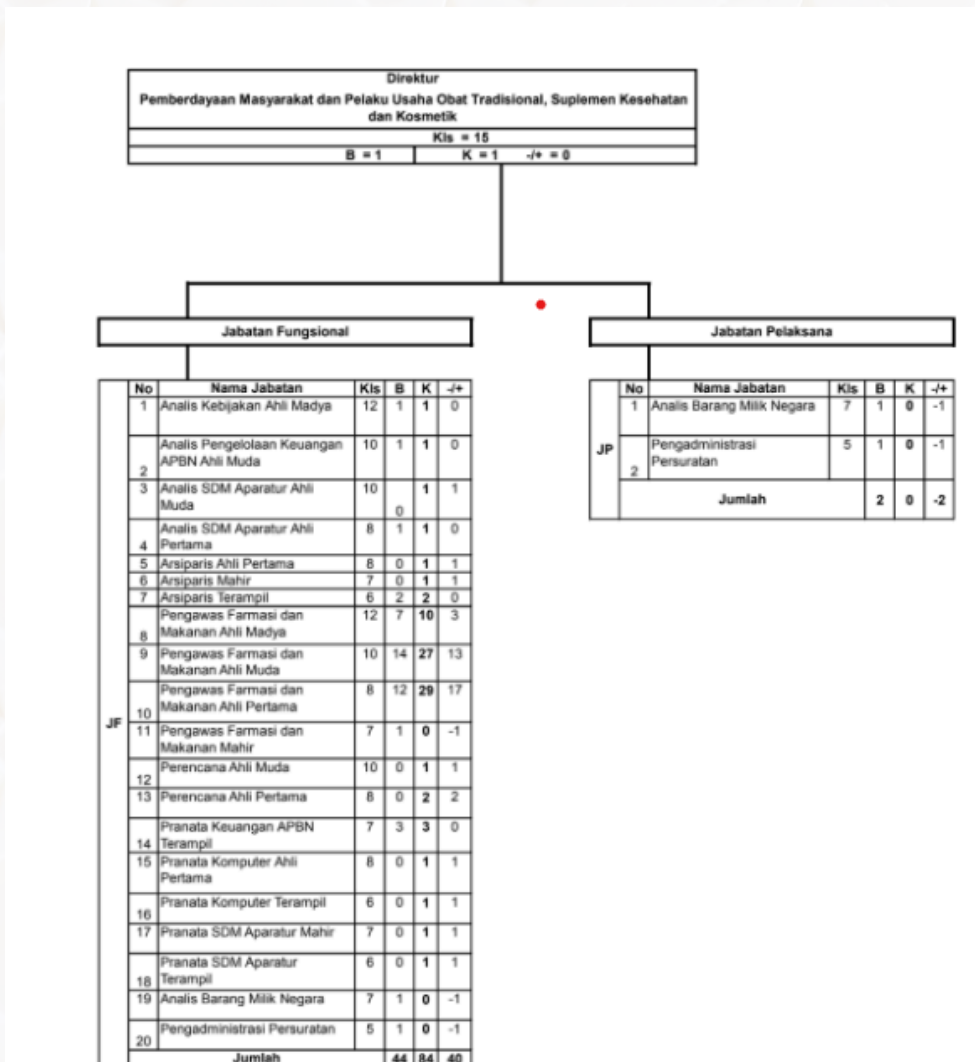 Direktur
Pemberdayaan Masyarakat dan Pelaku Usaha Obat Tradisional, Suplemen Kesehatan
dan Kosmetik
Kls = 15
B = 1 K = 1 -/+ = 0
Jabatan Fungsional
No Nama Jabatan Kls B K -/+
1 Analis Kebijakan Ahli Madya 12 1 1 0
2 Analis Pengelolaan Keuangan 10 1 1 0
APBN Ahli Muda
3 Analis SDM Aparatur Ahli 10 0 1 1
Muda
4 Analis SDM Aparatur Ahli 8 1 1 0
Pertama
5 Arsiparis Ahli Pertama 8 0 1 1
6 Arsiparis Mahir 7 0 1 1
7 Arsiparis Terampil 6 2 2 0
8 Pengawas Farmasi dan 12 7 10 3
Makanan Ahli Madya
9 Pengawas Farmasi dan 10 14 27 13
Makanan Ahli Muda
10 Pengawas Farmasi dan 8 12 29 17
Makanan Ahli Pertama
11 Pengawas Farmasi dan 7 1 0 -1
Makanan Mahir
12 Perencana Ahli Muda 10 0 1 1
13 Perencana Ahli Pertama 8 0 2 2
14 Pranata Keuangan APBN 7 3 3 0
Terampil
15 Pranata Komputer Ahli 8 0 1 1
Pertama
16 Pranata Komputer Terampil 6 0 1 1
17 Pranata SDM Aparatur Mahir 7 0 1 1
18 Pranata SDM Aparatur 6 0 1 1
Terampil
19 Analis Barang Milik Negara 7 1 0 -1
20 Pengadministrasi Persuratan 5 1 0 -1
Jumlah 44 84 40
JF
Jabatan Pelaksana
No Nama Jabatan Kls B K -/+
1 Analis Barang Milik Negara 7 1 0 -1
2 Pengadministrasi 5 1 0 -1
Persuratan
Jumlah 2 0 -2
JP